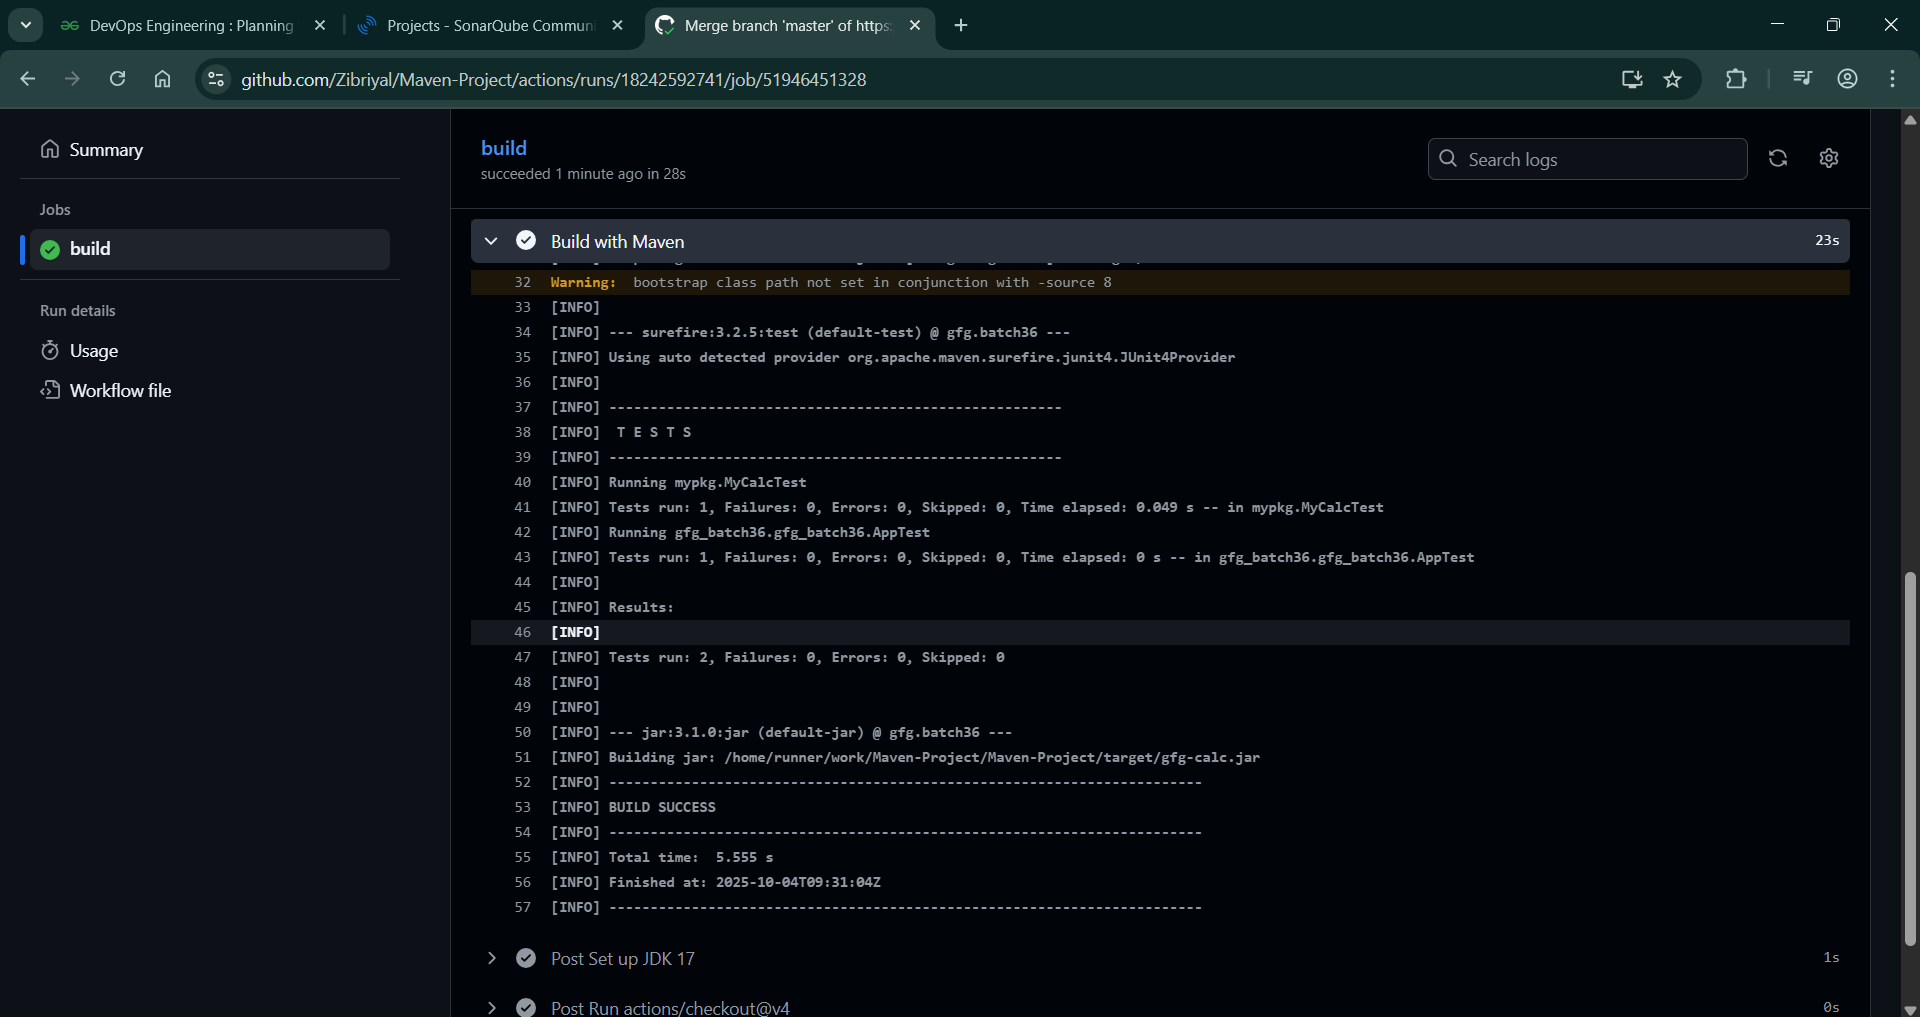 DevOps Engineering : Planning
Projects - SonarQube Commun
Merge branch 'master' of https:
github.com/Zibriyal/Maven-Project/actions/runs/18242592741/job/51946451328
Summary
Jobs
build
Run details
Usage
Workflow file
build
succeeded 1 minute ago in 28s
Search logs
Build with Maven 23s
32 Warning: bootstrap class path not set in conjunction with -source 8
33 [INFO]
34 [INFO] --- surefire:3.2.5:test (default-test) @ gfg.batch36 ---
35 [INFO] Using auto detected provider org.apache.maven.surefire.junit4.JUnit4Provider
36 [INFO]
37 [INFO] -------------------------------------------------------
38 [INFO]  T E S T S
39 [INFO] -------------------------------------------------------
40 [INFO] Running mypkg.MyCalcTest
41 [INFO] Tests run: 1, Failures: 0, Errors: 0, Skipped: 0, Time elapsed: 0.049 s -- in mypkg.MyCalcTest
42 [INFO] Running gfg_batch36.gfg_batch36.AppTest
43 [INFO] Tests run: 1, Failures: 0, Errors: 0, Skipped: 0, Time elapsed: 0 s -- in gfg_batch36.gfg_batch36.AppTest
44 [INFO]
45 [INFO] Results:
46 [INFO]
47 [INFO] Tests run: 2, Failures: 0, Errors: 0, Skipped: 0
48 [INFO]
49 [INFO]
50 [INFO] --- jar:3.1.0:jar (default-jar) @ gfg.batch36 ---
51 [INFO] Building jar: /home/runner/work/Maven-Project/Maven-Project/target/gfg-calc.jar
52 [INFO] ------------------------------------------------------------------------
53 [INFO] BUILD SUCCESS
54 [INFO] ------------------------------------------------------------------------
55 [INFO] Total time:  5.555 s
56 [INFO] Finished at: 2025-10-04T09:31:04Z
57 [INFO] ------------------------------------------------------------------------
Post Set up JDK 17 1s
Post Run actions/checkout@v4 0s